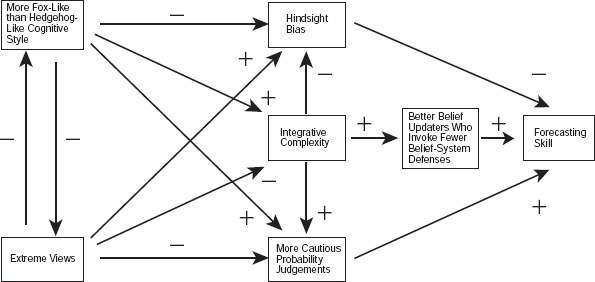 More Fox-Like
than Hedgehog-
Like Cognitive
Style
–
Hindsight
Bias
+
+
–
–
Integrative
Complexity
+
Better Belief
Updaters Who
Invoke Fewer
Belief-System
Defenses
+
Forecasting
Skill
–
–
–
+
+
+
Extreme Views
–
More Cautious
Probability
Judgements